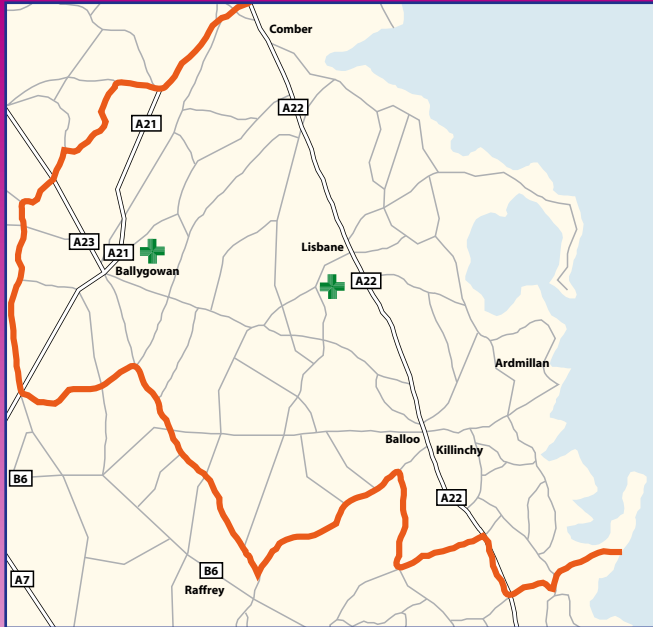 Comber
A22
A21
A23
A21
Ballygowan
Lisbane
A22
Ardmillan
Balloo
Killinchy
B6
A22
B6
A7
Raffrey